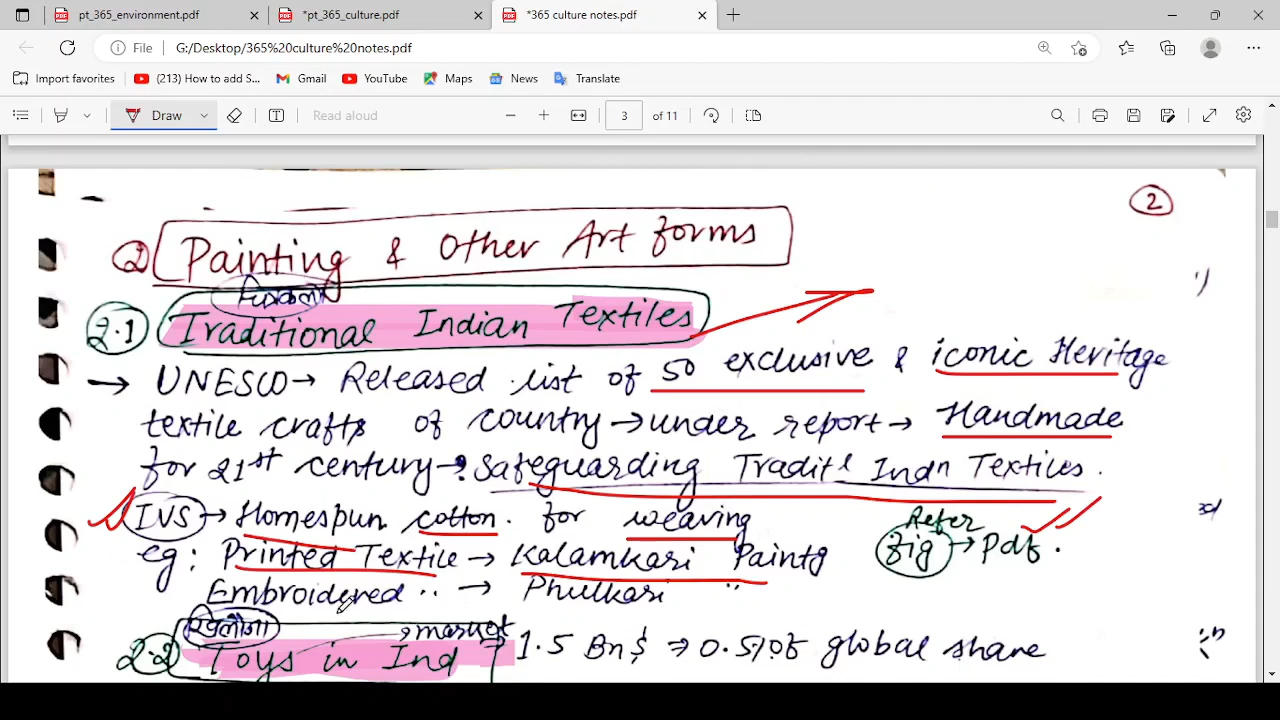 pt_365_environment.pdf
*pt_365_culture.pdf
*365 culture notes.pdf
File G:/Desktop/365%20culture%20notes.pdf
Import favorites (213) How to add S... Gmail YouTube Maps News Translate
Draw Read aloud 3 of 11
2
② Painting & Other Art forms
2.1 Traditional Indian Textiles
→ UNESCO → Released list of 50 exclusive & iconic Heritage
textile crafts of country → under report → Handmade
for 21st century → Safeguarding Traditl Indn Textiles.
IVS → Homespun cotton. for weaving
Refer
eg: Printed Textile → Kalamkari Paintg fig → Pdf.
Embroidered " → Phulkari "
खिलौना → market
2.2 Toys in Ind 1.5 Bn $ → 0.5% of global share